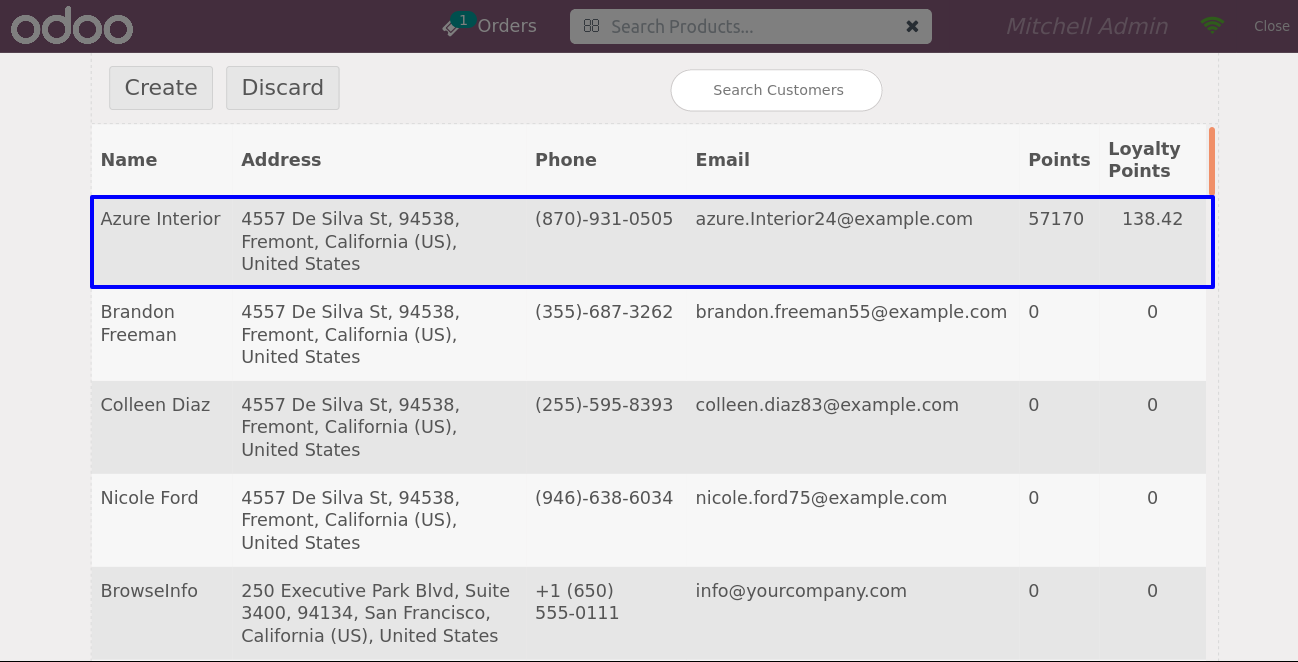 odoo 1 Orders Search Products... Mitchell Admin Close
Create Discard Search Customers
Name Address Phone Email Points Loyalty
Points
Azure Interior 4557 De Silva St, 94538, (870)-931-0505 azure.Interior24@example.com 57170 138.42
Fremont, California (US),
United States
Brandon 4557 De Silva St, 94538, (355)-687-3262 brandon.freeman55@example.com 0 0
Freeman Fremont, California (US),
United States
Colleen Diaz 4557 De Silva St, 94538, (255)-595-8393 colleen.diaz83@example.com 0 0
Fremont, California (US),
United States
Nicole Ford 4557 De Silva St, 94538, (946)-638-6034 nicole.ford75@example.com 0 0
Fremont, California (US),
United States
BrowseInfo 250 Executive Park Blvd, Suite +1 (650) info@yourcompany.com 0 0
3400, 94134, San Francisco, 555-0111
California (US), United States